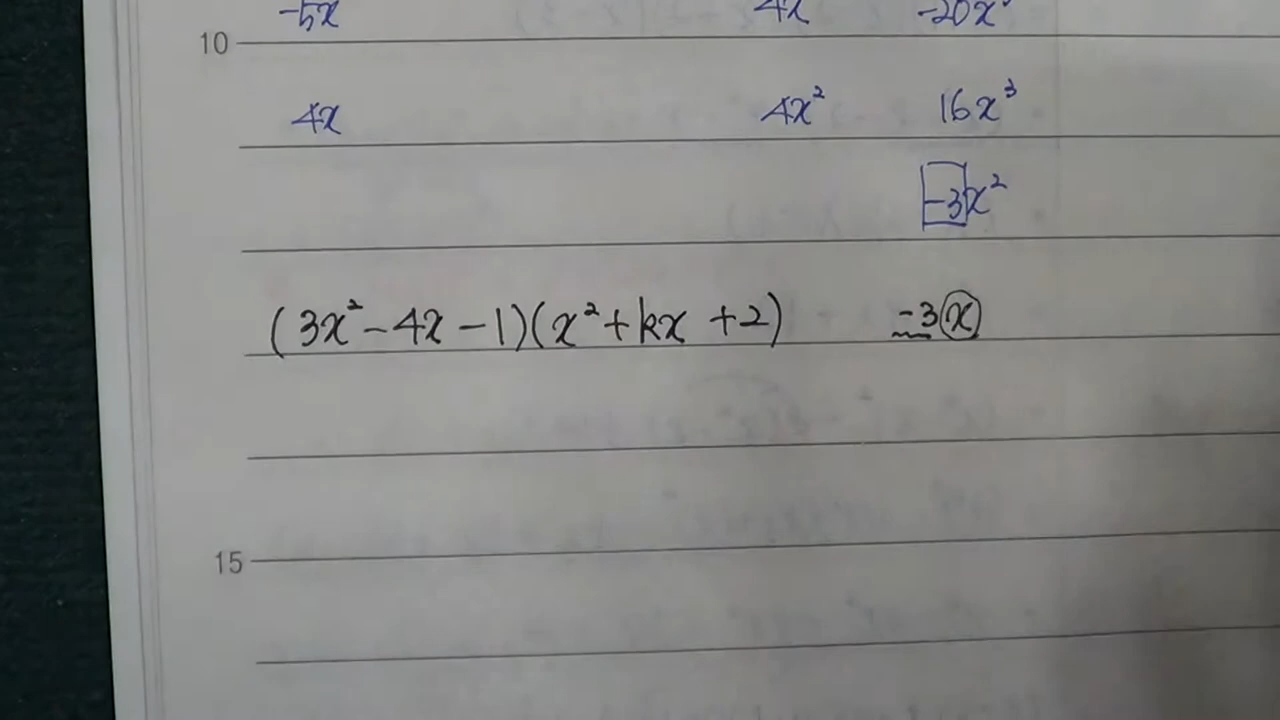 -5x 4x -20x
10
4x 4x² 16x³
-3x²
(3x²-4x-1)(x²+kx+2) -3x
15